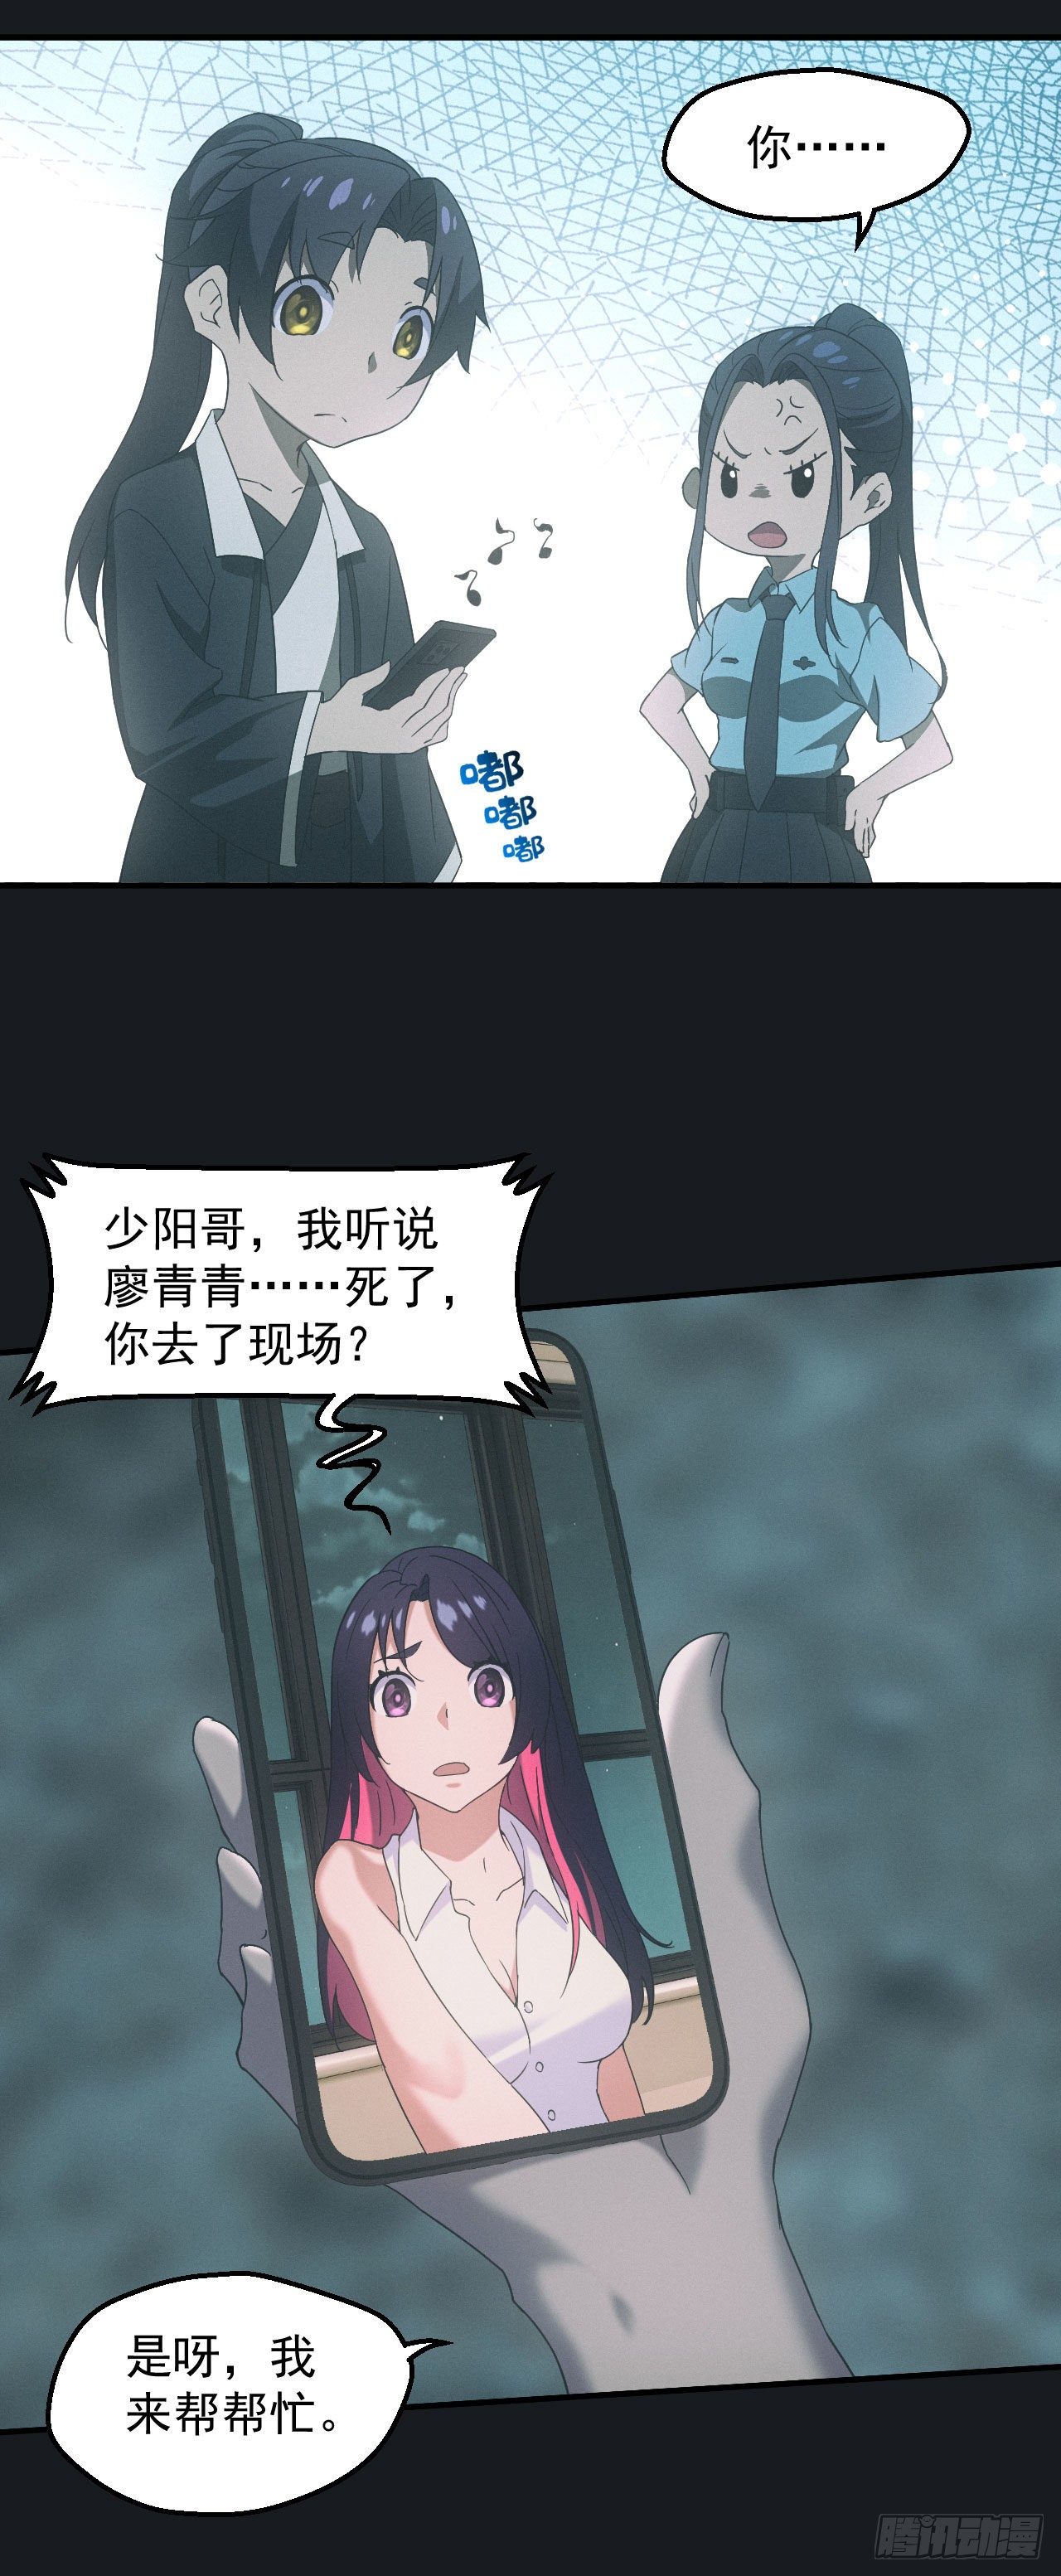 你……
嘟
嘟
嘟
少阳哥，我听说
廖青青……死了，
你去了现场？
是呀，我
来帮帮忙。
腾讯动漫